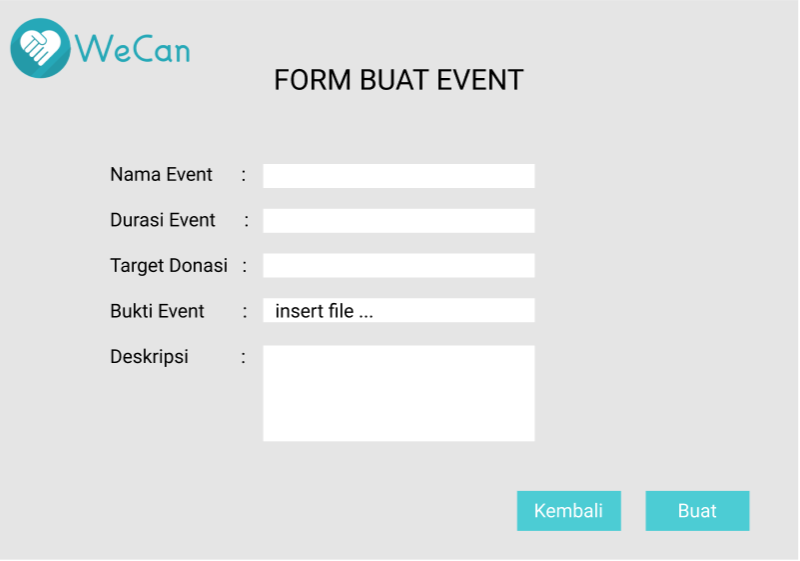 WeCan
FORM BUAT EVENT
Nama Event :
Durasi Event :
Target Donasi :
Bukti Event : insert file ...
Deskripsi :
Kembali Buat